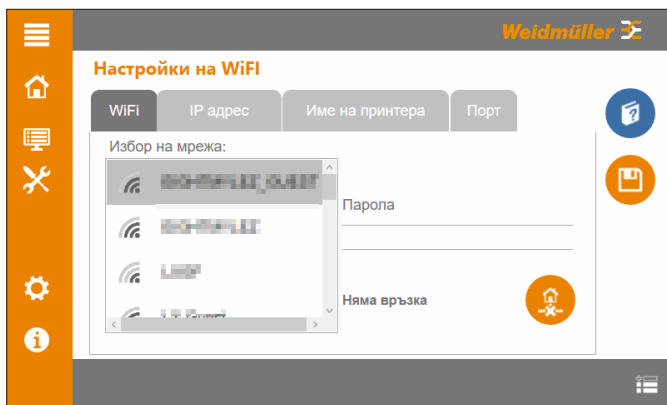 Weidmüller
Настройки на WiFI
WiFi
IP адрес
Име на принтера
Порт
Избор на мрежа:
Парола
Няма връзка